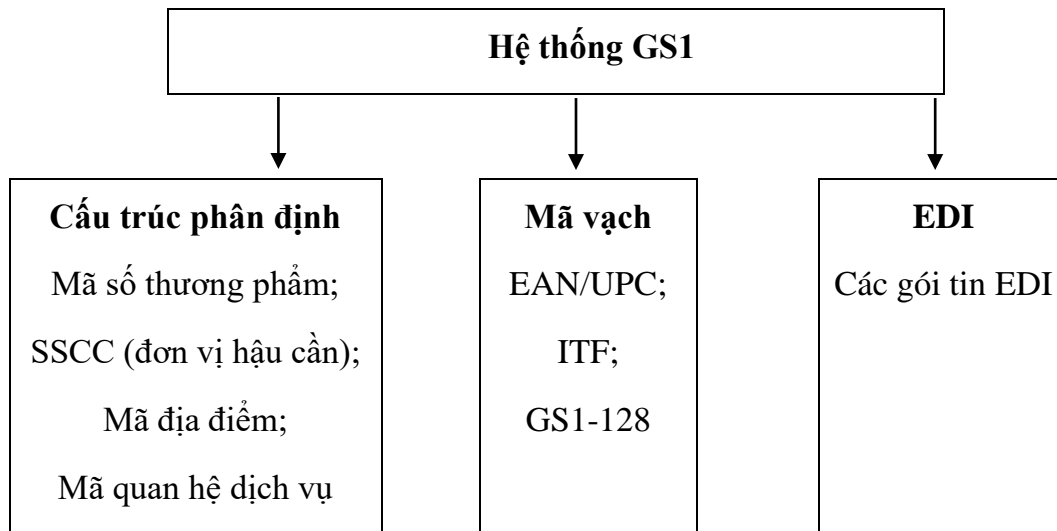 Hệ thống GS1
Cấu trúc phân định
Mã số thương phẩm;
SSCC (đơn vị hậu cần);
Mã địa điểm;
Mã quan hệ dịch vụ
Mã vạch
EAN/UPC;
ITF;
GS1-128
EDI
Các gói tin EDI